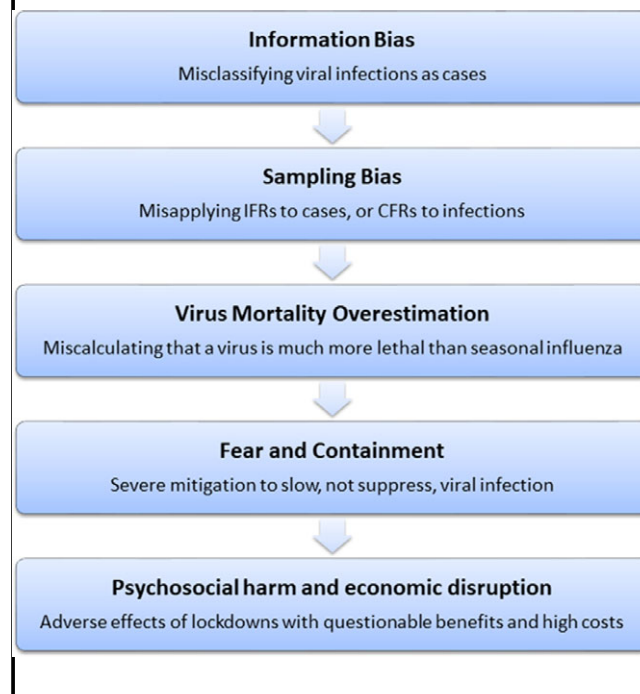 Information Bias
Misclassifying viral infections as cases
Sampling Bias
Misapplying IFRs to cases, or CFRs to infections
Virus Mortality Overestimation
Miscalculating that a virus is much more lethal than seasonal influenza
Fear and Containment
Severe mitigation to slow, not suppress, viral infection
Psychosocial harm and economic disruption
Adverse effects of lockdowns with questionable benefits and high costs